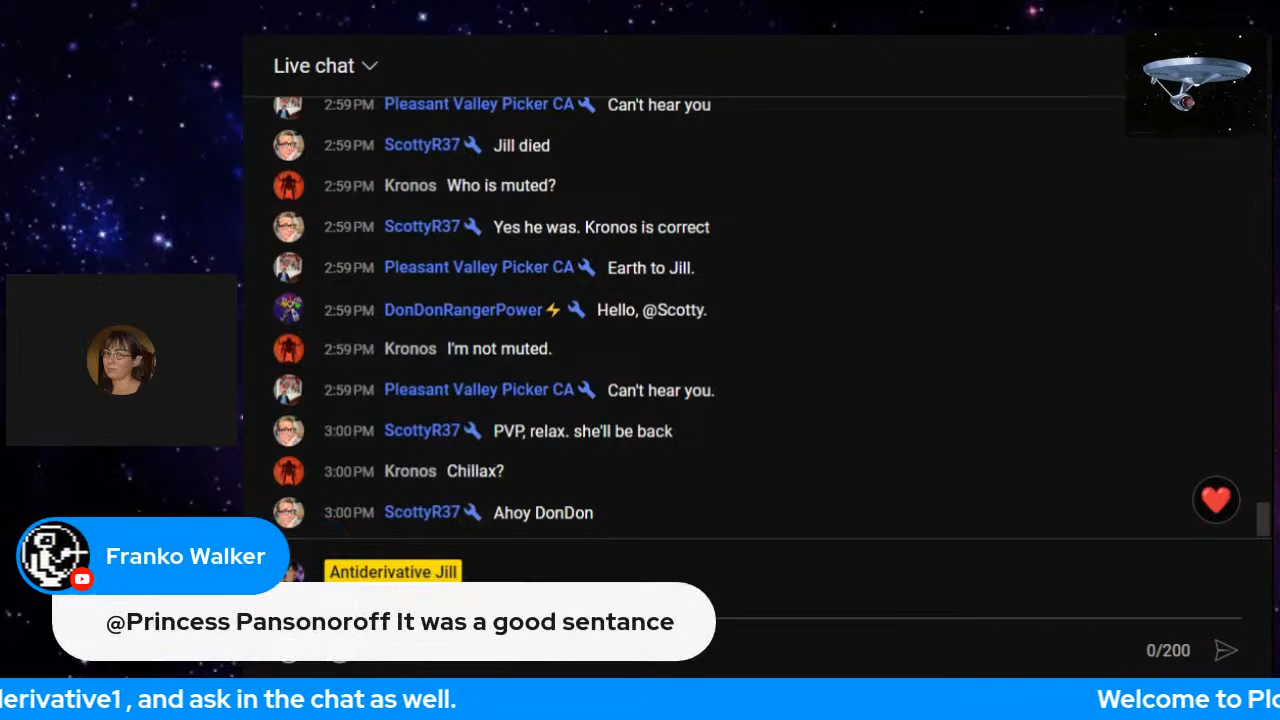 Live chat
2:59 PM Pleasant Valley Picker CA Can't hear you
2:59 PM ScottyR37 Jill died
2:59 PM Kronos Who is muted?
2:59 PM ScottyR37 Yes he was. Kronos is correct
2:59 PM Pleasant Valley Picker CA Earth to Jill.
2:59 PM DonDonRangerPower⚡ Hello, @Scotty.
2:59 PM Kronos I'm not muted.
2:59 PM Pleasant Valley Picker CA Can't hear you.
3:00 PM ScottyR37 PVP, relax. she'll be back
3:00 PM Kronos Chillax?
3:00 PM ScottyR37 Ahoy DonDon
Franko Walker
Antiderivative Jill
@Princess Pansonoroff It was a good sentance
0/200
derivative1 , and ask in the chat as well. Welcome to Plo